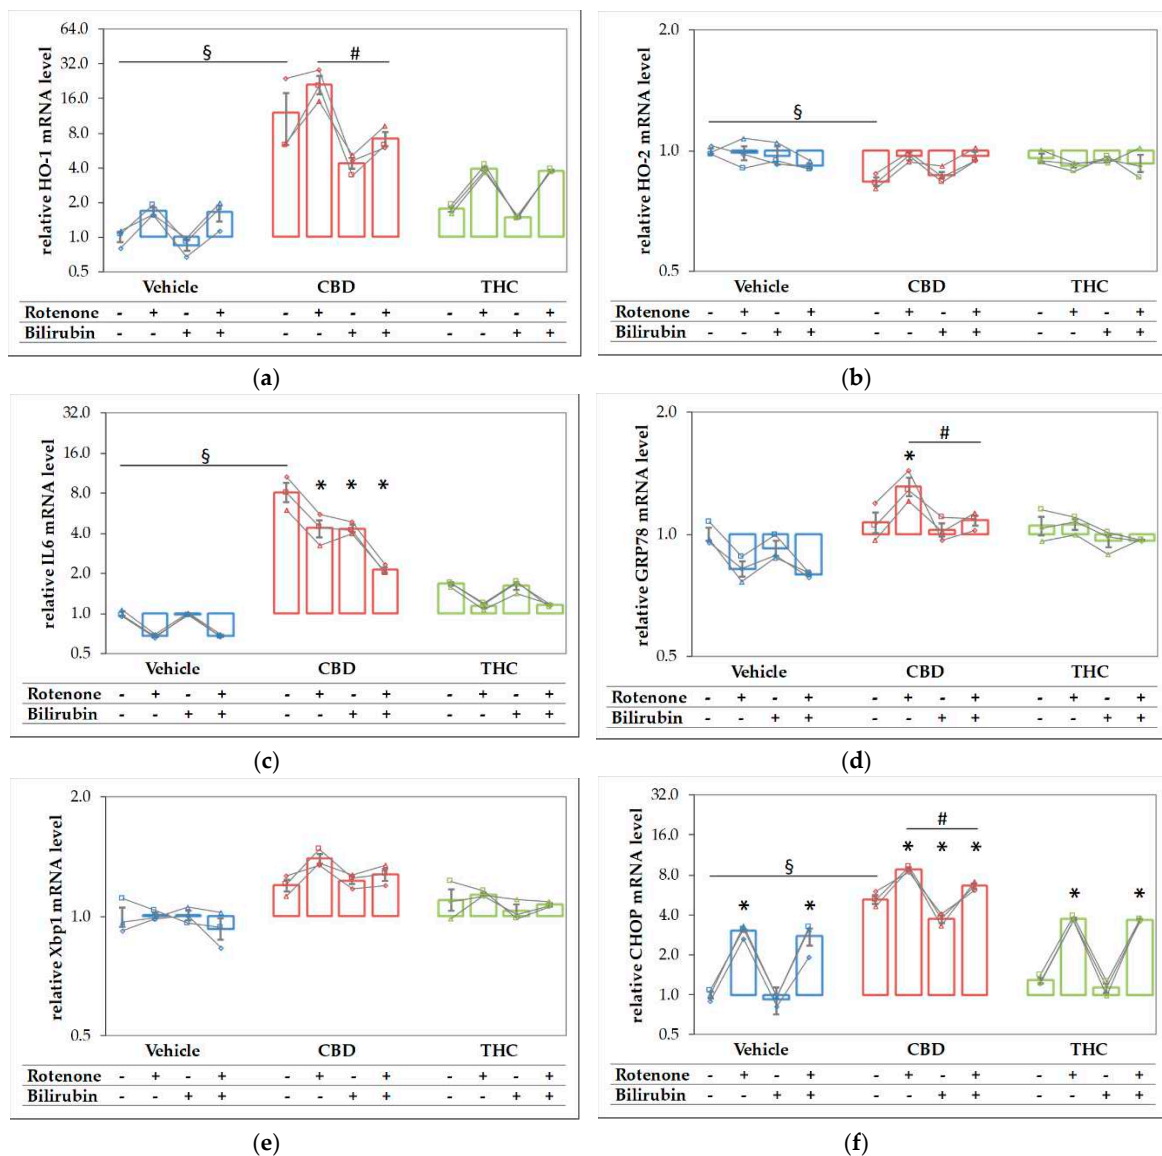 relative HO-1 mRNA level
64.0
32.0
16.0
8.0
4.0
2.0
1.0
0.5
§
#
Vehicle CBD THC
Rotenone - + - + - + - + - + - +
Bilirubin - - + + - - + + - - + +
(a)
relative HO-2 mRNA level
2.0
1.0
0.5
§
Vehicle CBD THC
Rotenone - + - + - + - + - + - +
Bilirubin - - + + - - + + - - + +
(b)
relative IL6 mRNA level
32.0
16.0
8.0
4.0
2.0
1.0
0.5
§
* * *
Vehicle CBD THC
Rotenone - + - + - + - + - + - +
Bilirubin - - + + - - + + - - + +
(c)
relative GRP78 mRNA level
2.0
1.0
0.5
#
*
Vehicle CBD THC
Rotenone - + - + - + - + - + - +
Bilirubin - - + + - - + + - - + +
(d)
relative Xbp1 mRNA level
2.0
1.0
0.5
Vehicle CBD THC
Rotenone - + - + - + - + - + - +
Bilirubin - - + + - - + + - - + +
(e)
relative CHOP mRNA level
32.0
16.0
8.0
4.0
2.0
1.0
0.5
#
* * *
§
* * * *
Vehicle CBD THC
Rotenone - + - + - + - + - + - +
Bilirubin - - + + - - + + - - + +
(f)